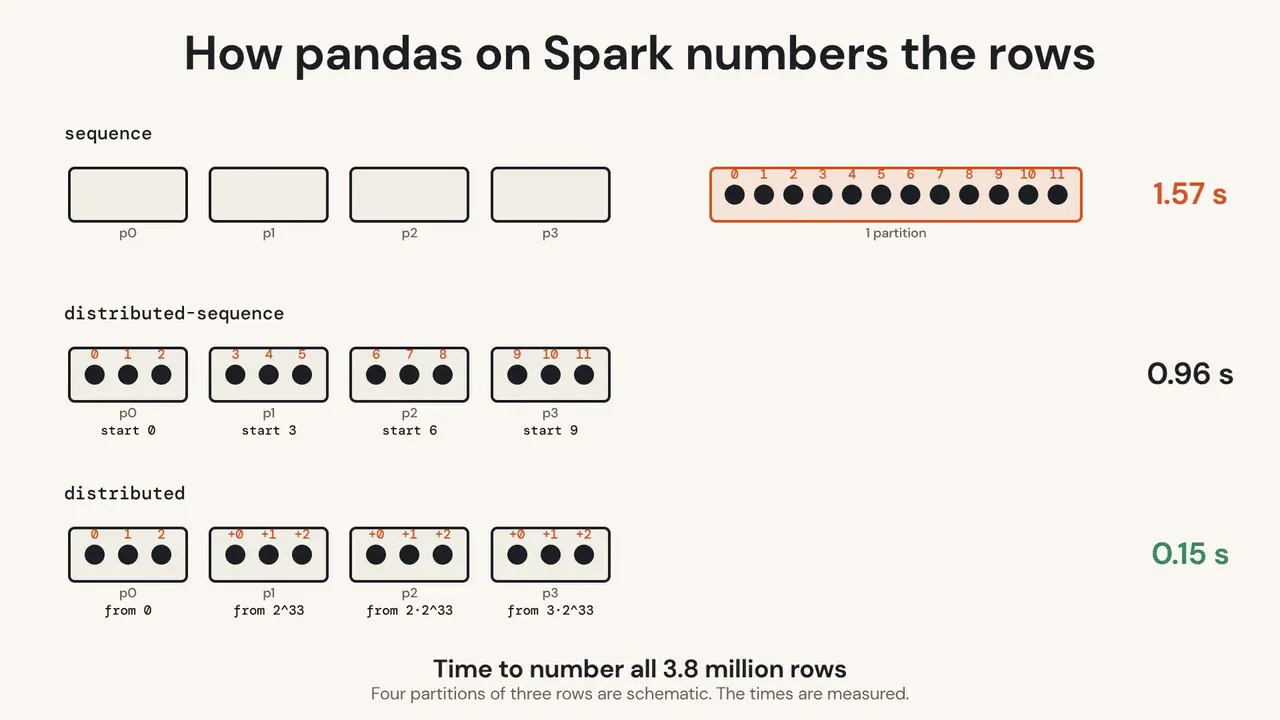 How pandas on Spark numbers the rows
sequence
0 1 2 3 4 5 6 7 8 9 10 11
1.57 s
p0 p1 p2 p3 1 partition
distributed-sequence
0 1 2 3 4 5 6 7 8 9 10 11
0.96 s
p0 p1 p2 p3
start 0 start 3 start 6 start 9
distributed
0 1 2 +0 +1 +2 +0 +1 +2 +0 +1 +2
0.15 s
p0 p1 p2 p3
from 0 from 2^33 from 2·2^33 from 3·2^33
Time to number all 3.8 million rows
Four partitions of three rows are schematic. The times are measured.